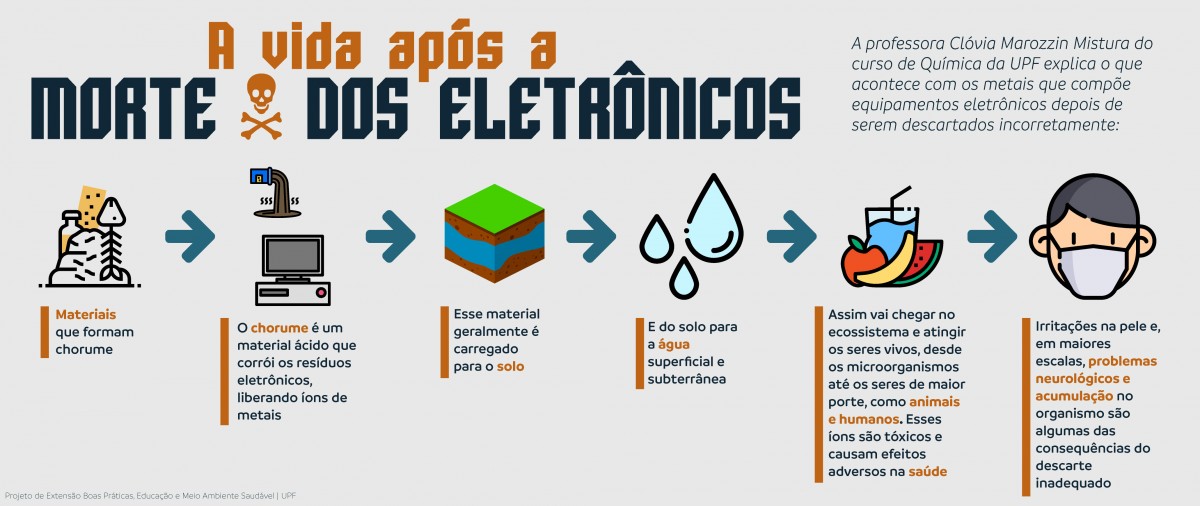 A vida após a
MORTE DOS ELETRÔNICOS
A professora Clóvia Marozzin Mistura do
curso de Química da UPF explica o que
acontece com os metais que compõe
equipamentos eletrônicos depois de
serem descartados incorretamente:
Materiais
que formam
chorume
O chorume é um
material ácido que
corrói os resíduos
eletrônicos,
liberando íons de
metais
Esse material
geralmente é
carregado
para o solo
E do solo para
a água
superficial e
subterrânea
Assim vai chegar no
ecossistema e atingir
os seres vivos, desde
os microorganismos
até os seres de maior
porte, como animais
e humanos. Esses
íons são tóxicos e
causam efeitos
adversos na saúde
Irritações na pele e,
em maiores
escalas, problemas
neurológicos e
acumulação no
organismo são
algumas das
consequências do
descarte
inadequado
Projeto de Extensão Boas Práticas, Educação e Meio Ambiente Saudável | UPF